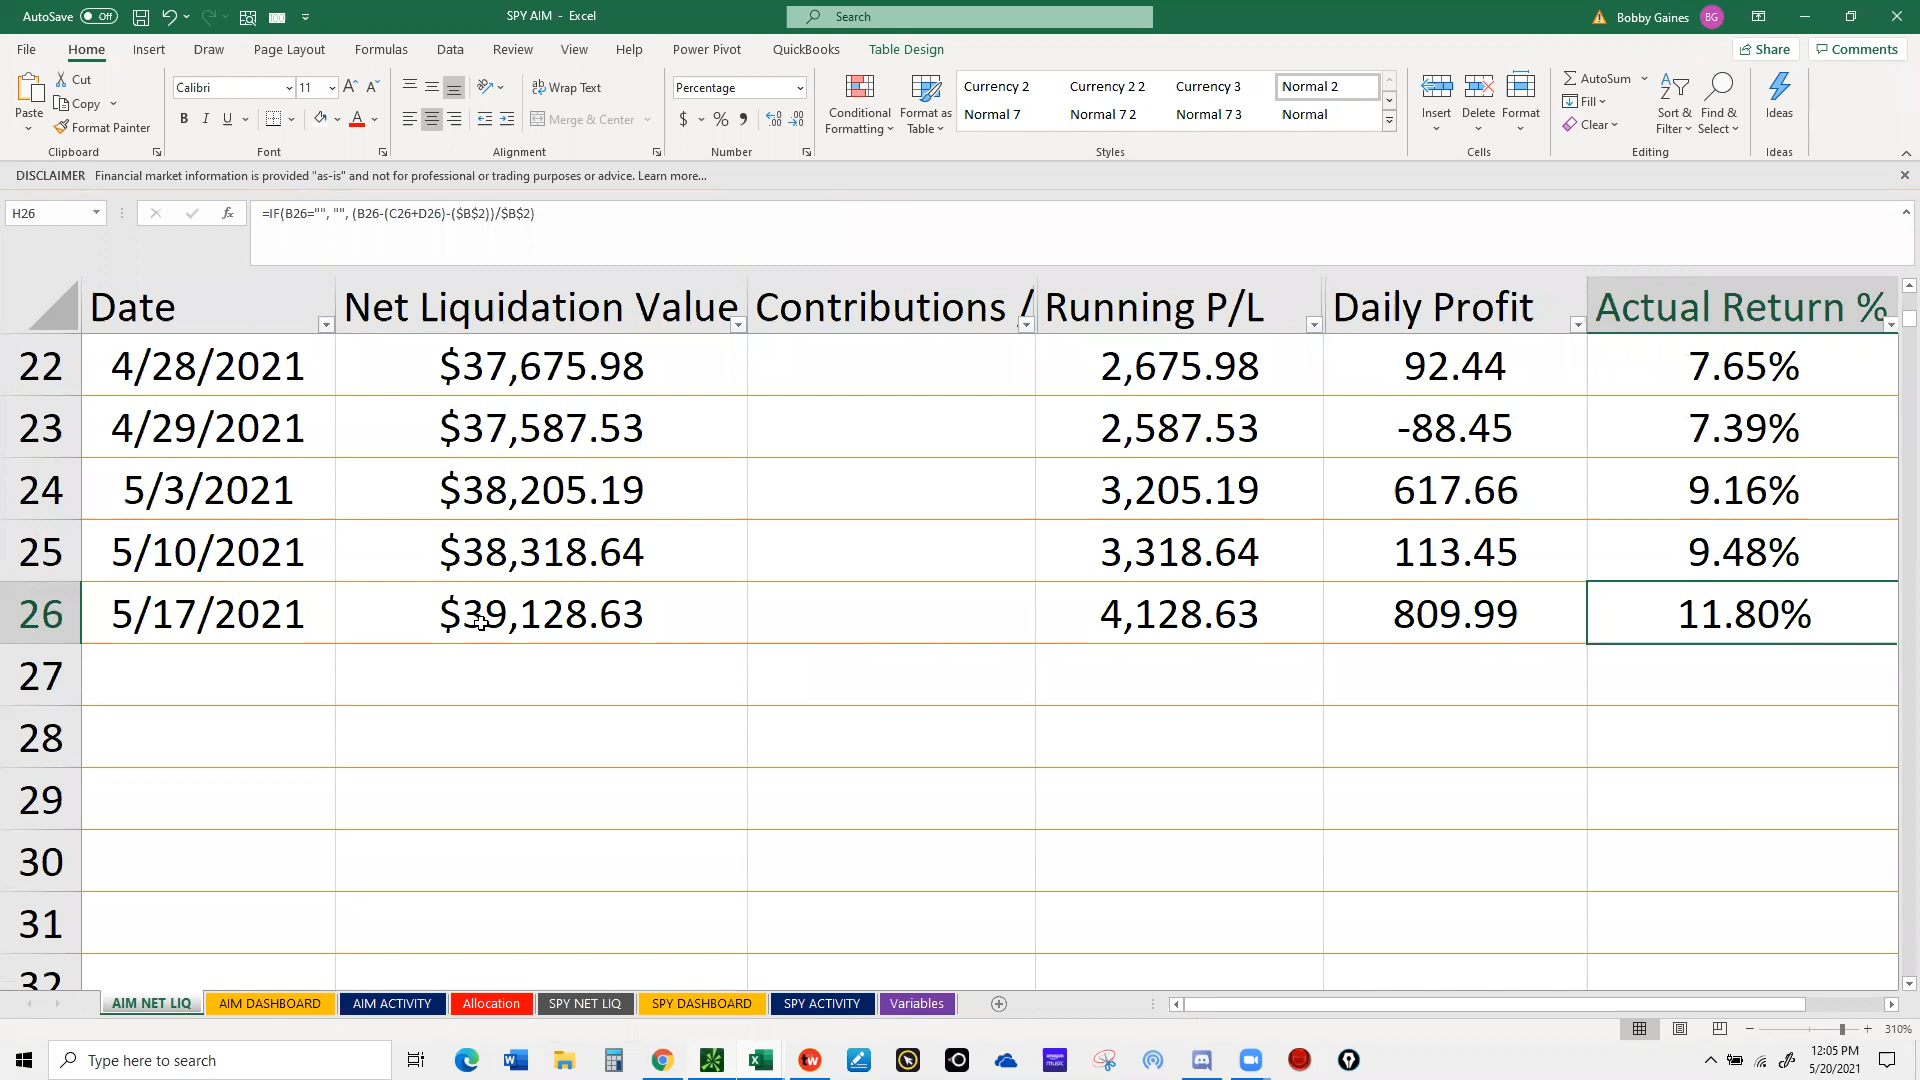 AutoSave Off SPY AIM - Excel Search Bobby Gaines BG
File Home Insert Draw Page Layout Formulas Data Review View Help Power Pivot QuickBooks Table Design Share Comments
Paste Cut Copy Format Painter
Calibri 11
B I U A
Wrap Text
Merge & Center
Percentage
$ % ,
Conditional Formatting Format as Table
Currency 2 Currency 2 2 Currency 3 Normal 2
Normal 7 Normal 7 2 Normal 7 3 Normal
Insert Delete Format
AutoSum Fill Clear
Sort & Filter Find & Select
Ideas
Clipboard Font Alignment Number Styles Cells Editing Ideas
DISCLAIMER Financial market information is provided "as-is" and not for professional or trading purposes or advice. Learn more...
H26 fx =IF(B26="", "", (B26-(C26+D26)-($B$2))/$B$2)
Date Net Liquidation Value Contributions / Running P/L Daily Profit Actual Return %
22 4/28/2021 $37,675.98 2,675.98 92.44 7.65%
23 4/29/2021 $37,587.53 2,587.53 -88.45 7.39%
24 5/3/2021 $38,205.19 3,205.19 617.66 9.16%
25 5/10/2021 $38,318.64 3,318.64 113.45 9.48%
26 5/17/2021 $39,128.63 4,128.63 809.99 11.80%
27
28
29
30
31
32
AIM NET LIQ AIM DASHBOARD AIM ACTIVITY Allocation SPY NET LIQ SPY DASHBOARD SPY ACTIVITY Variables
310%
Type here to search
12:05 PM
5/20/2021